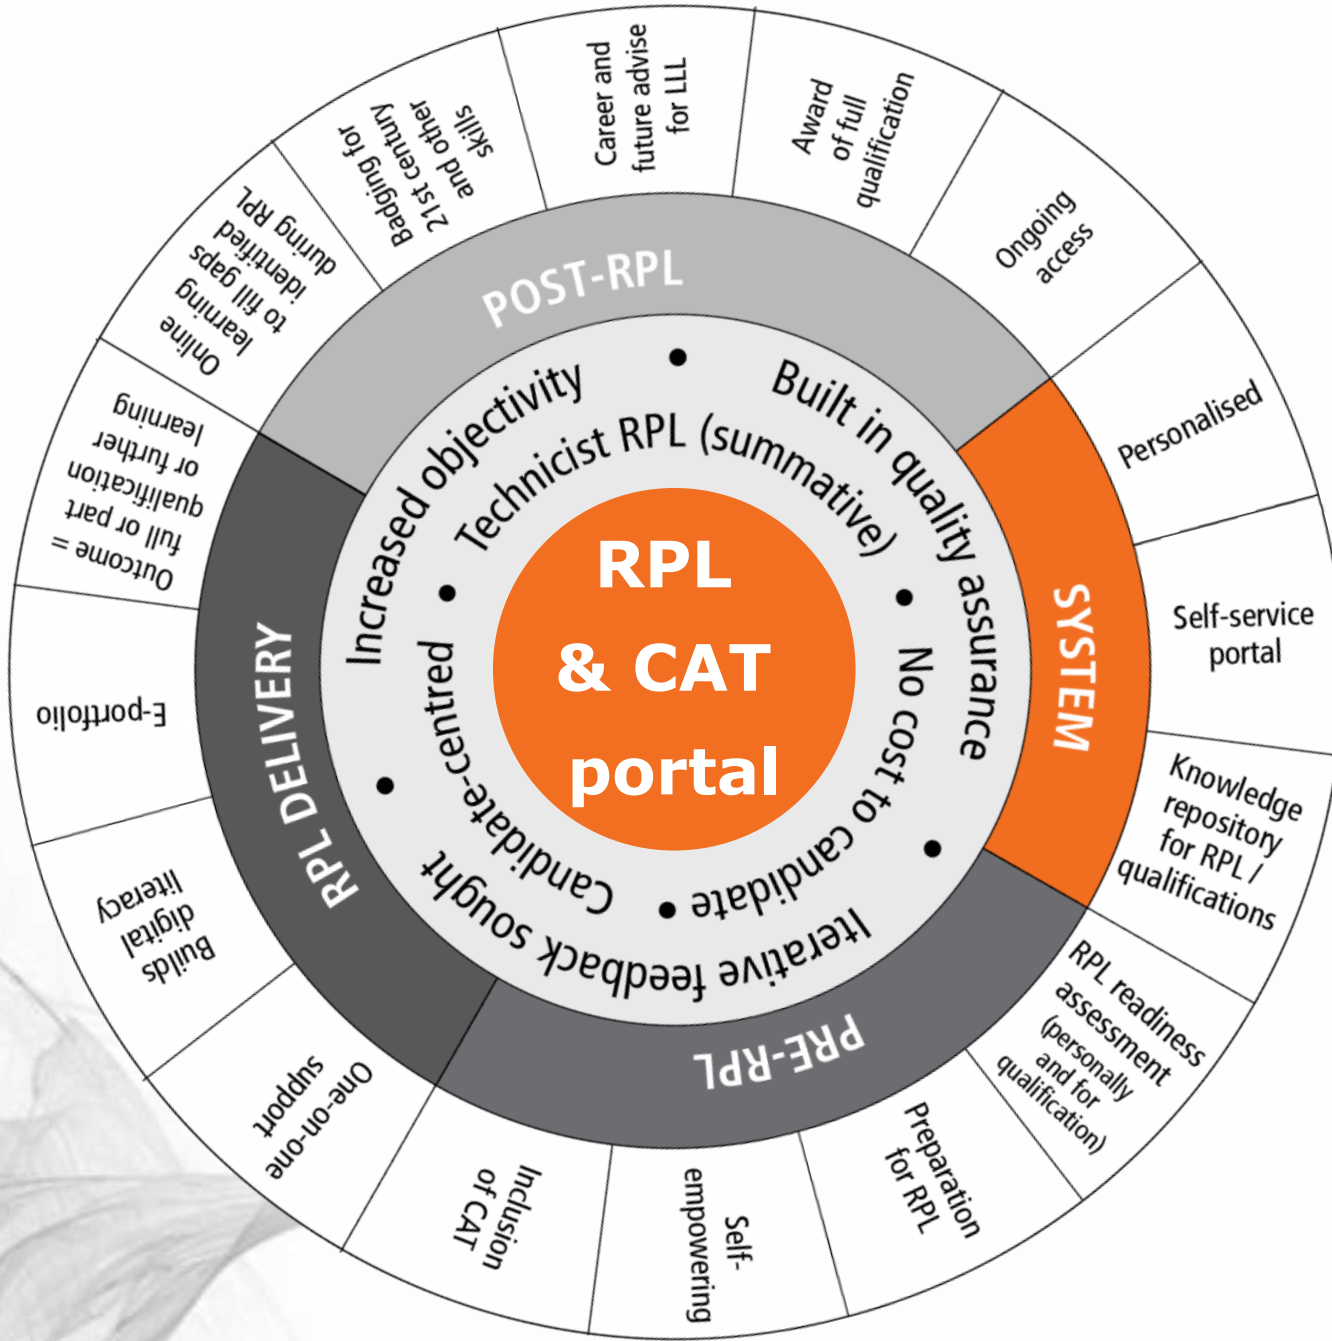 RPL
& CAT
portal
Technicist RPL (summative)
No cost to candidate
Candidate-centred
Increased objectivity
Built in quality assurance
Iterative feedback sought
POST-RPL
SYSTEM
PRE-RPL
RPL DELIVERY
Career and
future advise
for LLL
Award
of full
qualification
Ongoing
access
Personalised
Self-service
portal
Knowledge
repository
for RPL /
qualifications
RPL readiness
assessment
(personally
and for
qualification)
Preparation
for RPL
Self-
empowering
Inclusion
of CAT
One-on-one
support
Builds
digital
literacy
E-portfolio
Outcome =
full or part
qualification
or further
learning
Online
learning
to fill gaps
identified
during RPL
Badging for
21st century
and other
skills